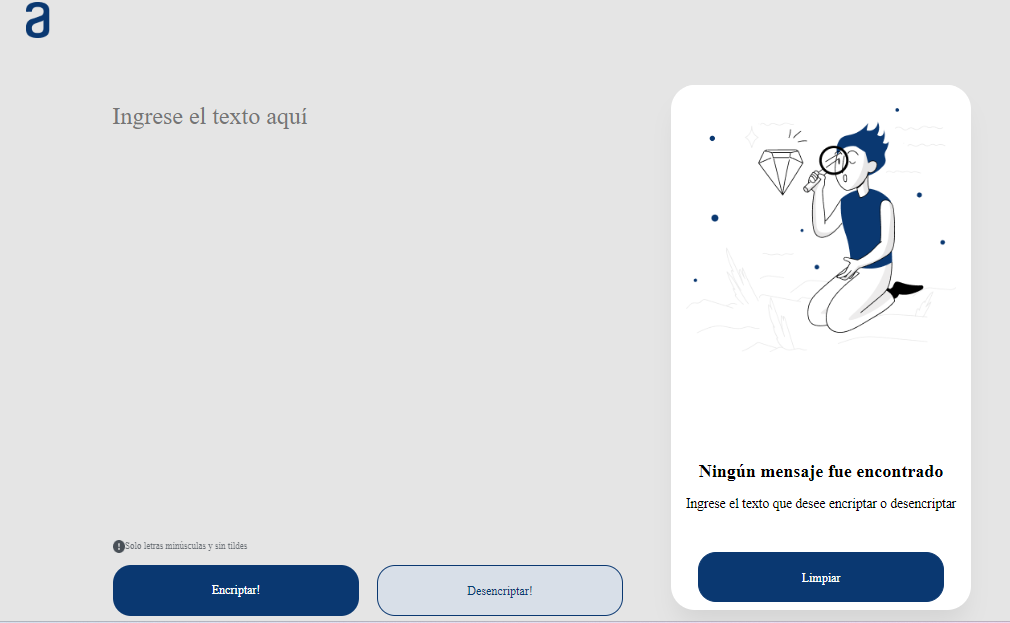 a
Ingrese el texto aquí
Solo letras minúsculas y sin tildes
Encriptar!
Desencriptar!
Ningún mensaje fue encontrado
Ingrese el texto que desee encriptar o desencriptar
Limpiar